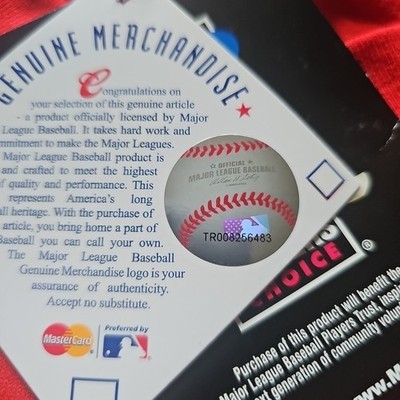 GENUINE MERCHANDISE
Congratulations on
your selection of this genuine article
- a product officially licensed by Major
League Baseball. It takes hard work and
mmitment to make the Major Leagues.
Major League Baseball product is
and crafted to meet the highest
quality and performance. This
represents America's long
all heritage. With the purchase of
article, you bring home a part of
Baseball you can call your own.
The Major League Baseball
Genuine Merchandise logo is your
assurance of authenticity.
Accept no substitute.
OFFICIAL
MAJOR LEAGUE BASEBALL
TR008256483
MasterCard
Preferred by
CHOICE
®
Purchase of this product will benefit the
Major League Baseball Players Trust, inspi
next generation of community volun
www.M